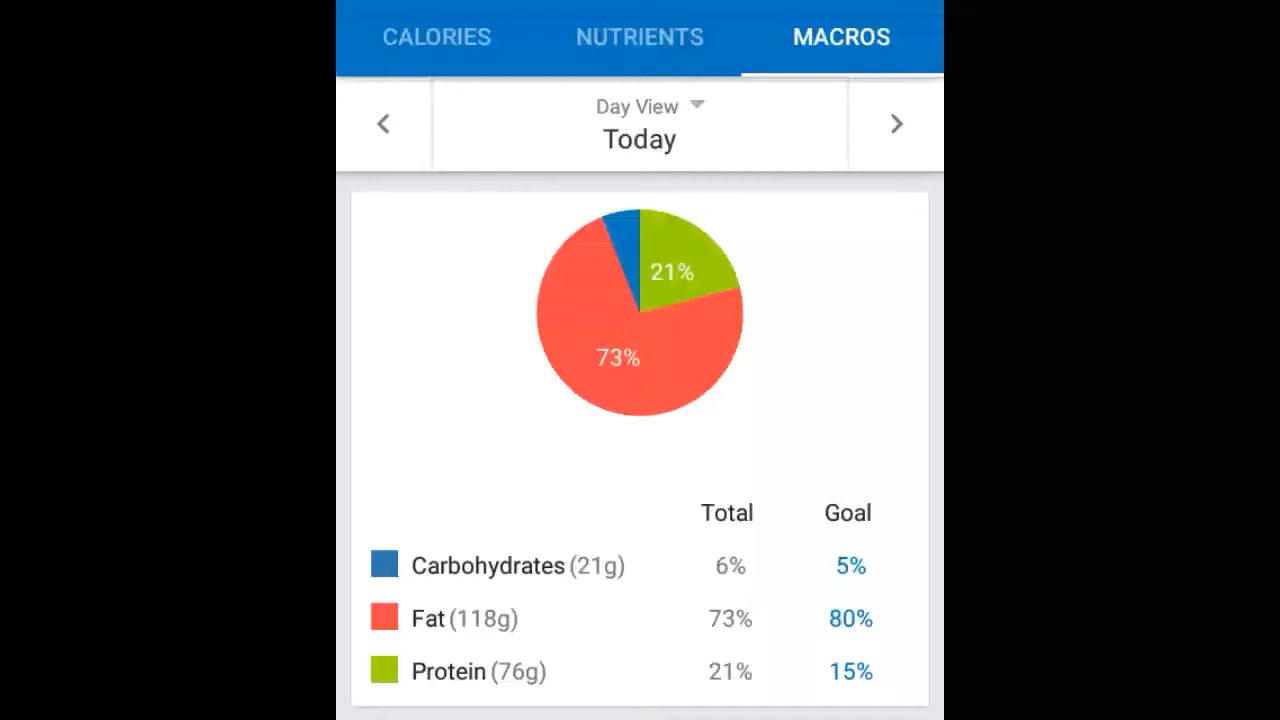 CALORIES NUTRIENTS MACROS
Day View
Today
21%
73%
Total Goal
Carbohydrates (21g) 6% 5%
Fat (118g) 73% 80%
Protein (76g) 21% 15%